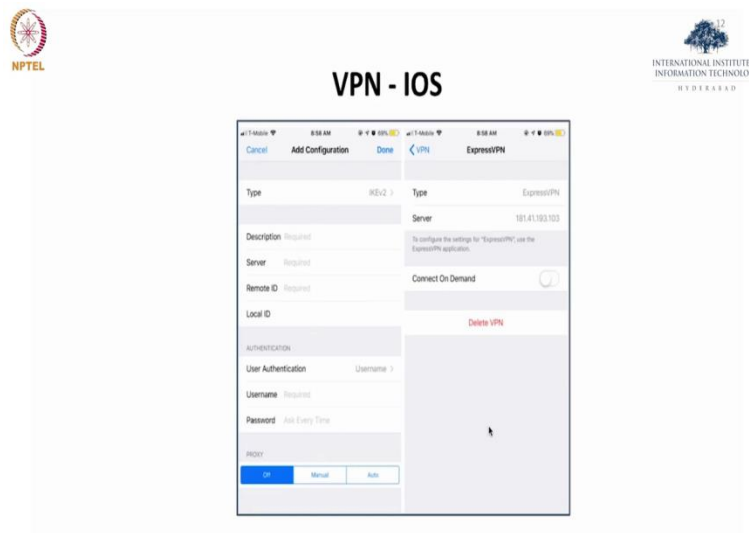 NPTEL
12
INTERNATIONAL INSTITUTE
INFORMATION TECHNOLO
HYDERABAD
VPN - IOS
T-Mobile 8:58 AM 69%
Cancel Add Configuration Done
Type IKEv2 >
Description Required
Server Required
Remote ID Required
Local ID
AUTHENTICATION
User Authentication Username >
Username Required
Password Ask Every Time
PROXY
Off Manual Auto
T-Mobile 8:58 AM 69%
VPN ExpressVPN
Type ExpressVPN
Server 181.41.193.103
To configure the settings for "ExpressVPN", use the
ExpressVPN application.
Connect On Demand
Delete VPN